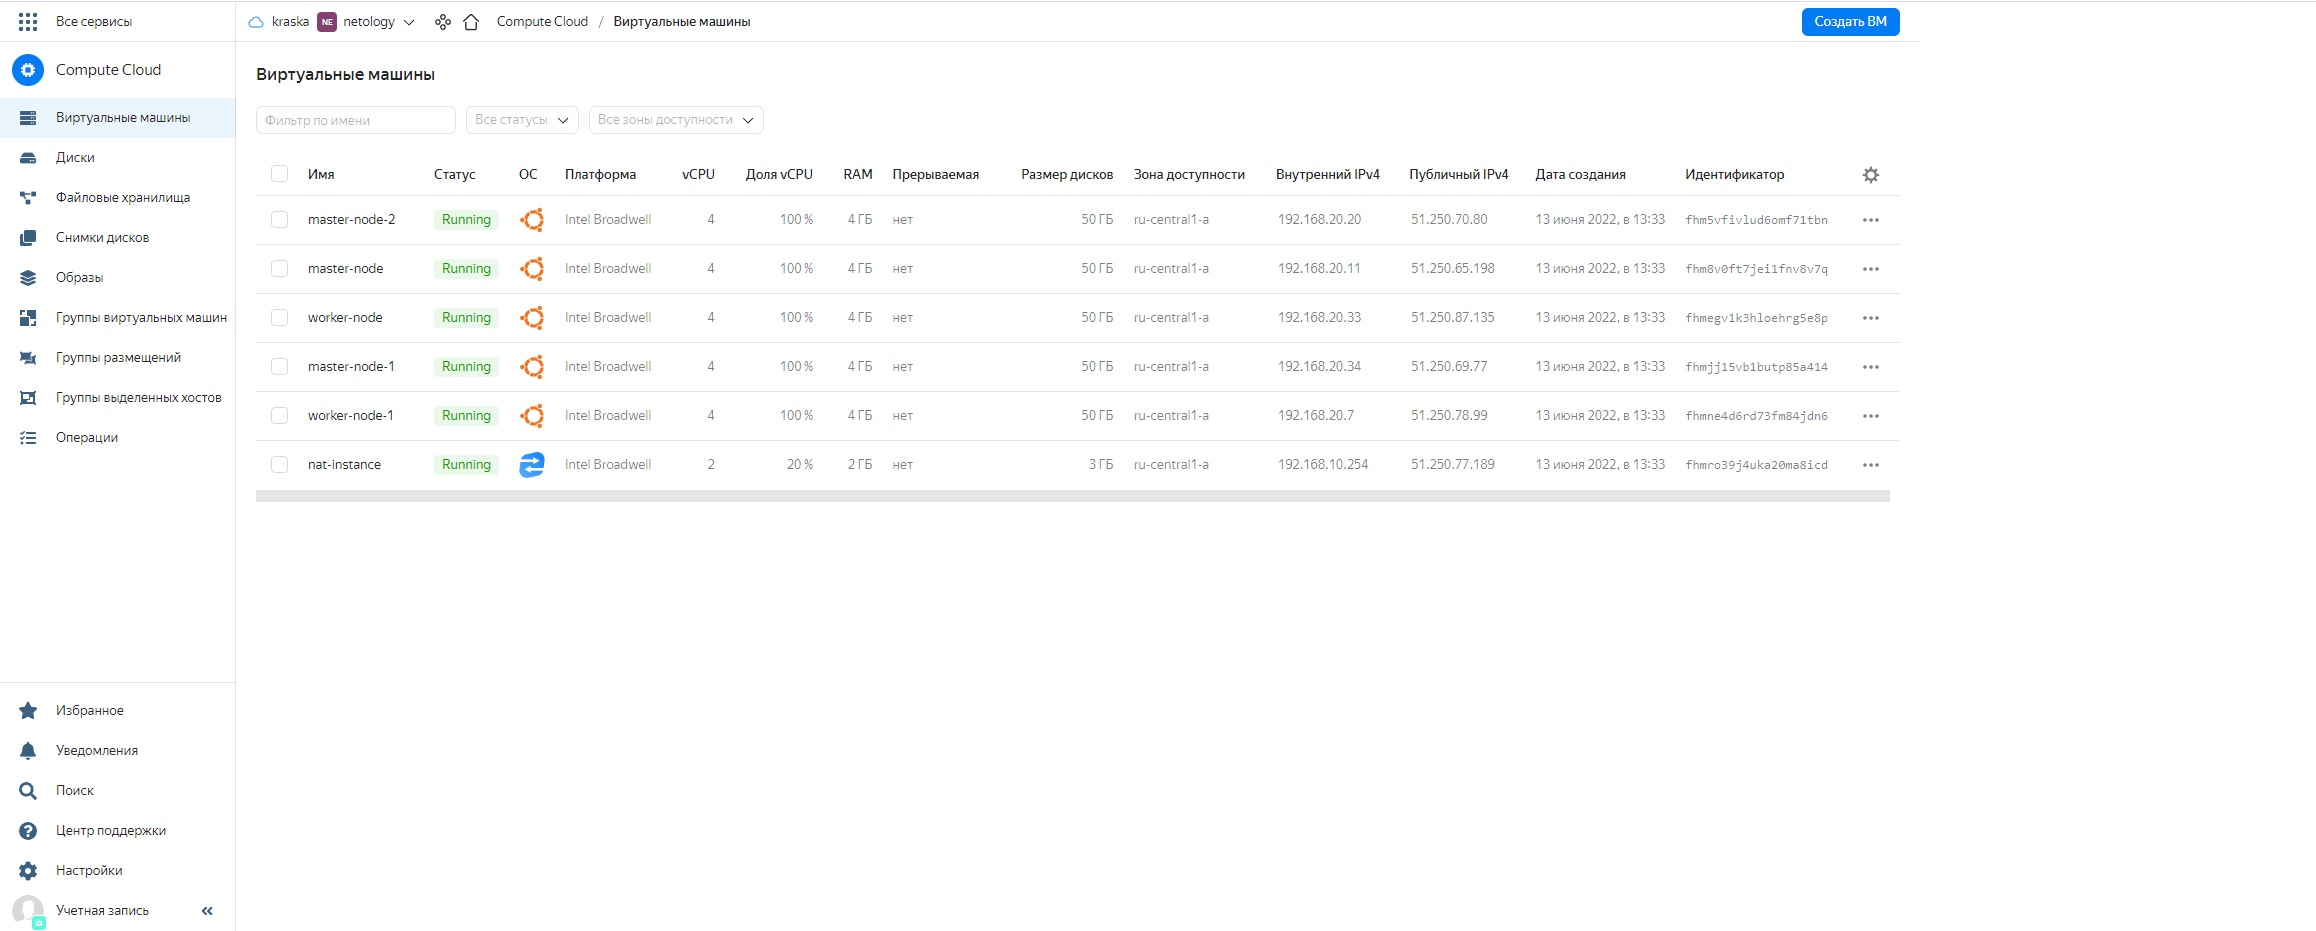 Все сервисы
kraska NE netology Compute Cloud / Виртуальные машины
Создать ВМ
Compute Cloud
Виртуальные машины
Диски
Файловые хранилища
Снимки дисков
Образы
Группы виртуальных машин
Группы размещений
Группы выделенных хостов
Операции
Избранное
Уведомления
Поиск
Центр поддержки
Настройки
Учетная запись
Виртуальные машины
Фильтр по имени Все статусы Все зоны доступности
Имя Статус ОС Платформа vCPU Доля vCPU RAM Прерываемая Размер дисков Зона доступности Внутренний IPv4 Публичный IPv4 Дата создания Идентификатор
master-node-2 Running Intel Broadwell 4 100 % 4 ГБ нет 50 ГБ ru-central1-a 192.168.20.20 51.250.70.80 13 июня 2022, в 13:33 fhm5vfivlud6omf71tbn
master-node Running Intel Broadwell 4 100 % 4 ГБ нет 50 ГБ ru-central1-a 192.168.20.11 51.250.65.198 13 июня 2022, в 13:33 fhm8v0ft7jei1fnv8v7q
worker-node Running Intel Broadwell 4 100 % 4 ГБ нет 50 ГБ ru-central1-a 192.168.20.33 51.250.87.135 13 июня 2022, в 13:33 fhmegv1k3hloehrg5e8p
master-node-1 Running Intel Broadwell 4 100 % 4 ГБ нет 50 ГБ ru-central1-a 192.168.20.34 51.250.69.77 13 июня 2022, в 13:33 fhmjj15vb1butp85a414
worker-node-1 Running Intel Broadwell 4 100 % 4 ГБ нет 50 ГБ ru-central1-a 192.168.20.7 51.250.78.99 13 июня 2022, в 13:33 fhmne4d6rd73fm84jdn6
nat-instance Running Intel Broadwell 2 20 % 2 ГБ нет 3 ГБ ru-central1-a 192.168.10.254 51.250.77.189 13 июня 2022, в 13:33 fhmro39j4uka20ma8icd